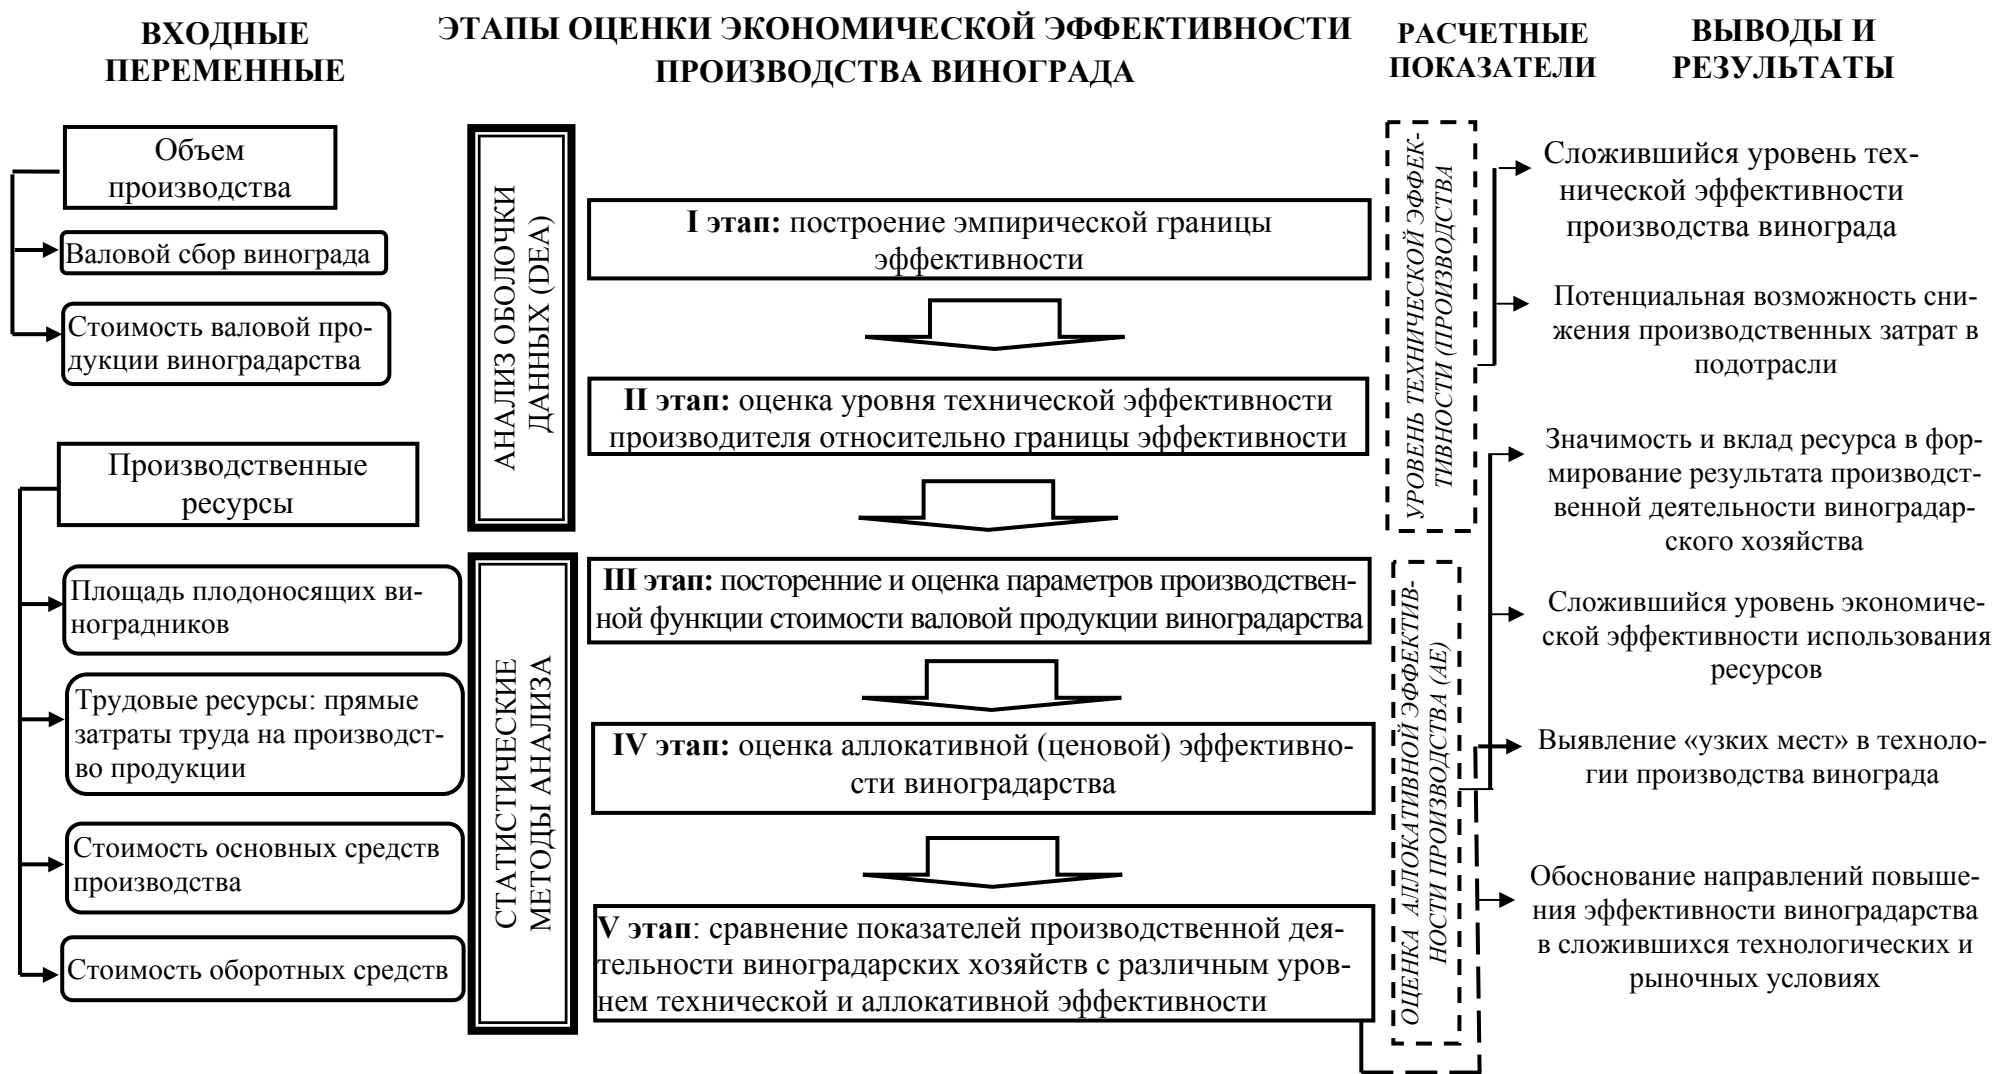 ВХОДНЫЕ
ПЕРЕМЕННЫЕ
ЭТАПЫ ОЦЕНКИ ЭКОНОМИЧЕСКОЙ ЭФФЕКТИВНОСТИ
ПРОИЗВОДСТВА ВИНОГРАДА
РАСЧЕТНЫЕ
ПОКАЗАТЕЛИ
ВЫВОДЫ И
РЕЗУЛЬТАТЫ
Объем
производства
Валовой сбор винограда
Стоимость валовой про-
дукции виноградарства
Производственные
ресурсы
Площадь плодоносящих ви-
ноградников
Трудовые ресурсы: прямые
затраты труда на производст-
во продукции
Стоимость основных средств
производства
Стоимость оборотных средств
АНАЛИЗ ОБОЛОЧКИ
ДАННЫХ (DEA)
СТАТИСТИЧЕСКИЕ
МЕТОДЫ АНАЛИЗА
I этап: построение эмпирической границы
эффективности
II этап: оценка уровня технической эффективности
производителя относительно границы эффективности
III этап: посторенние и оценка параметров производствен-
ной функции стоимости валовой продукции виноградарства
IV этап: оценка аллокативной (ценовой) эффективно-
сти виноградарства
V этап: сравнение показателей производственной дея-
тельности виноградарских хозяйств с различным уров-
нем технической и аллокативной эффективности
УРОВЕНЬ ТЕХНИЧЕСКОЙ ЭФФЕК-
ТИВНОСТИ (ПРОИЗВОДСТВА
ОЦЕНКА АЛЛОКАТИВНОЙ ЭФФЕКТИВ-
НОСТИ ПРОИЗВОДСТВА (AE)
Сложившийся уровень тех-
нической эффективности
производства винограда
Потенциальная возможность сни-
жения производственных затрат в
подотрасли
Значимость и вклад ресурса в фор-
мирование результата производст-
венной деятельности виноградар-
ского хозяйства
Сложившийся уровень экономиче-
ской эффективности использования
ресурсов
Выявление «узких мест» в техноло-
гии производства винограда
Обоснование направлений повыше-
ния эффективности виноградарства
в сложившихся технологических и
рыночных условиях